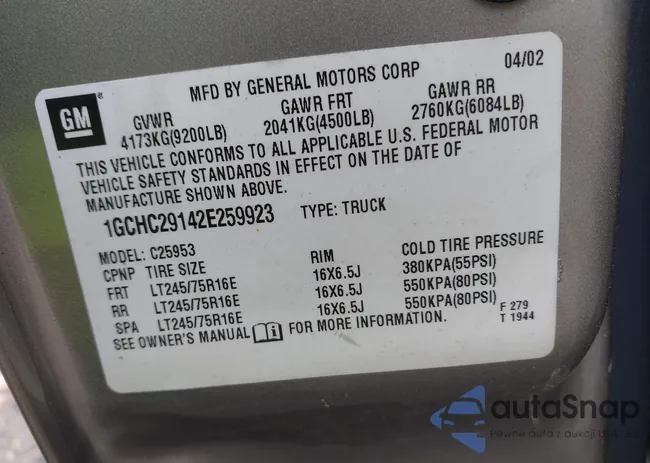 MFD BY GENERAL MOTORS CORP 04/02
GM
GVWR GAWR FRT GAWR RR
4173KG(9200LB) 2041KG(4500LB) 2760KG(6084LB)
THIS VEHICLE CONFORMS TO ALL APPLICABLE U.S. FEDERAL MOTOR
VEHICLE SAFETY STANDARDS IN EFFECT ON THE DATE OF
MANUFACTURE SHOWN ABOVE.
1GCHC29142E259923 TYPE: TRUCK
MODEL: C25953
CPNP TIRE SIZE RIM COLD TIRE PRESSURE
FRT LT245/75R16E 16X6.5J 380KPA(55PSI)
RR LT245/75R16E 16X6.5J 550KPA(80PSI)
SPA LT245/75R16E 16X6.5J 550KPA(80PSI)
SEE OWNER'S MANUAL FOR MORE INFORMATION.
F 279
T 1944
autaSnap
Pewne auta z aukcji